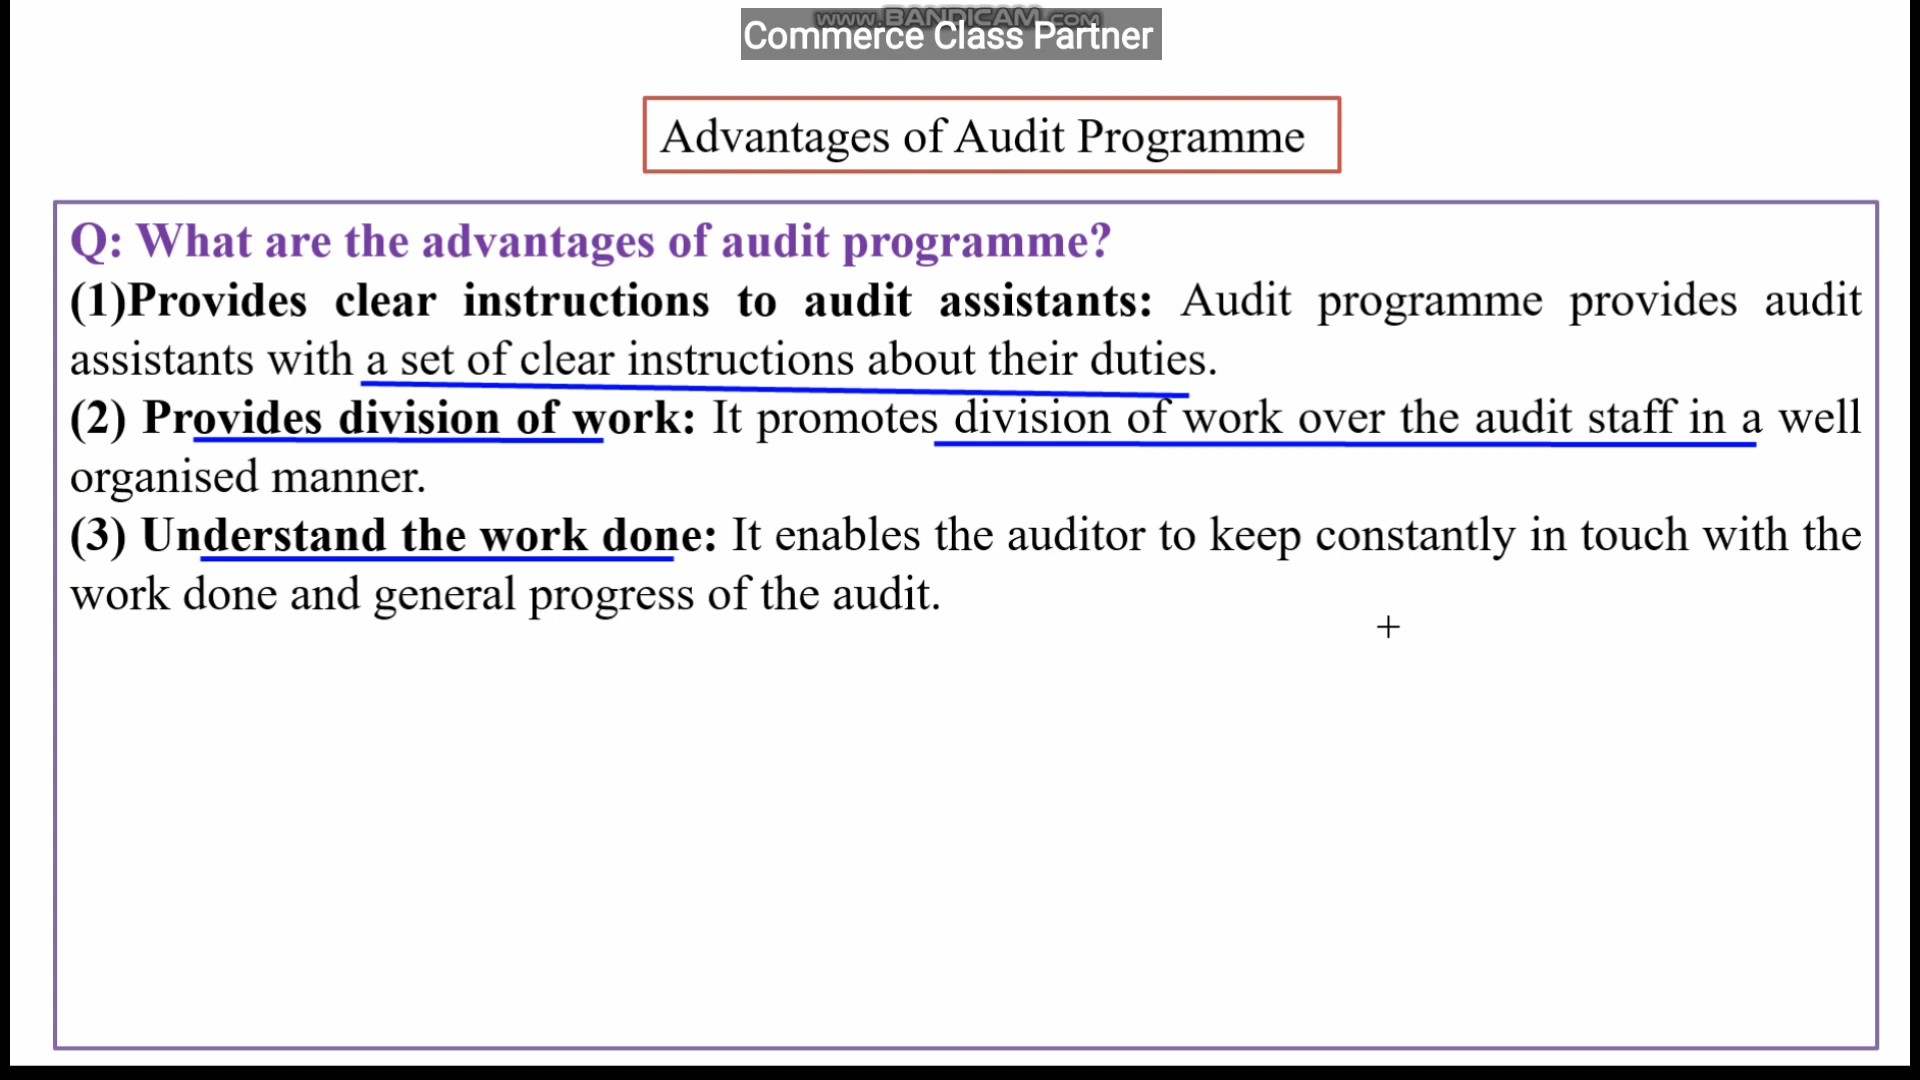 www.BANDICAM.COM
Commerce Class Partner
Advantages of Audit Programme
Q: What are the advantages of audit programme?
(1)Provides clear instructions to audit assistants: Audit programme provides audit
assistants with a set of clear instructions about their duties.
(2) Provides division of work: It promotes division of work over the audit staff in a well
organised manner.
(3) Understand the work done: It enables the auditor to keep constantly in touch with the
work done and general progress of the audit.